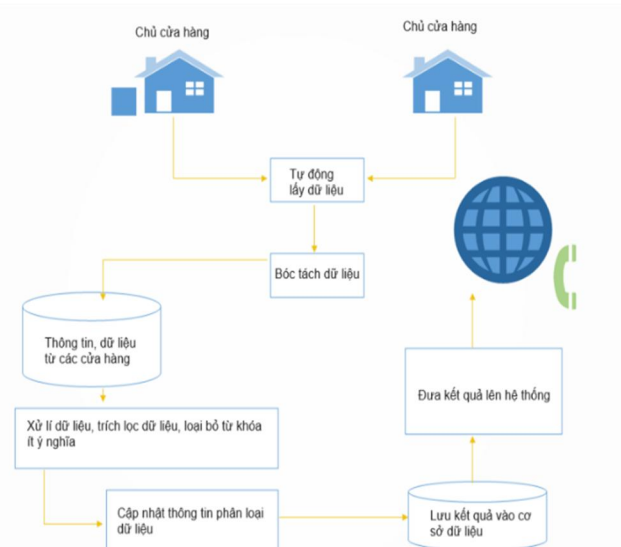 Chủ cửa hàng
Chủ cửa hàng
Tự động
lấy dữ liệu
Bóc tách dữ liệu
Thông tin, dữ liệu
từ các cửa hàng
Đưa kết quả lên hệ thống
Xử lí dữ liệu, trích lọc dữ liệu, loại bỏ từ khóa
ít ý nghĩa
Cập nhật thông tin phân loại
dữ liệu
Lưu kết quả vào cơ
sở dữ liệu